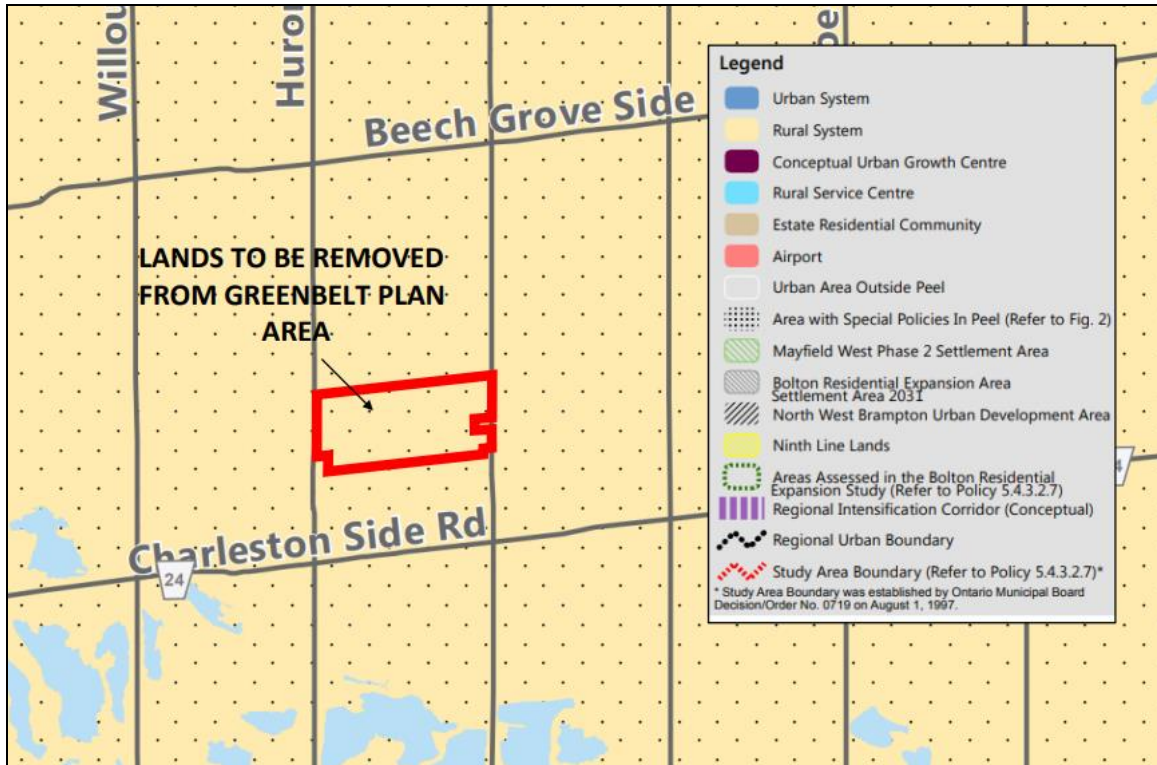 Willou
Huron
Beech Grove Side
LANDS TO BE REMOVED
FROM GREENBELT PLAN
AREA
Charleston Side Rd
24
Legend
Urban System
Rural System
Conceptual Urban Growth Centre
Rural Service Centre
Estate Residential Community
Airport
Urban Area Outside Peel
Area with Special Policies In Peel (Refer to Fig. 2)
Mayfield West Phase 2 Settlement Area
Bolton Residential Expansion Area
Settlement Area 2031
North West Brampton Urban Development Area
Ninth Line Lands
Areas Assessed in the Bolton Residential
Expansion Study (Refer to Policy 5.4.3.2.7)
Regional Intensification Corridor (Conceptual)
Regional Urban Boundary
Study Area Boundary (Refer to Policy 5.4.3.2.7)*
* Study Area Boundary was established by Ontario Municipal Board
Decision/Order No. 0719 on August 1, 1997.